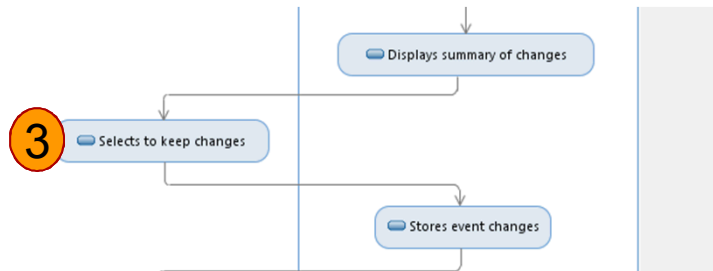 Displays summary of changes
3
Selects to keep changes
Stores event changes